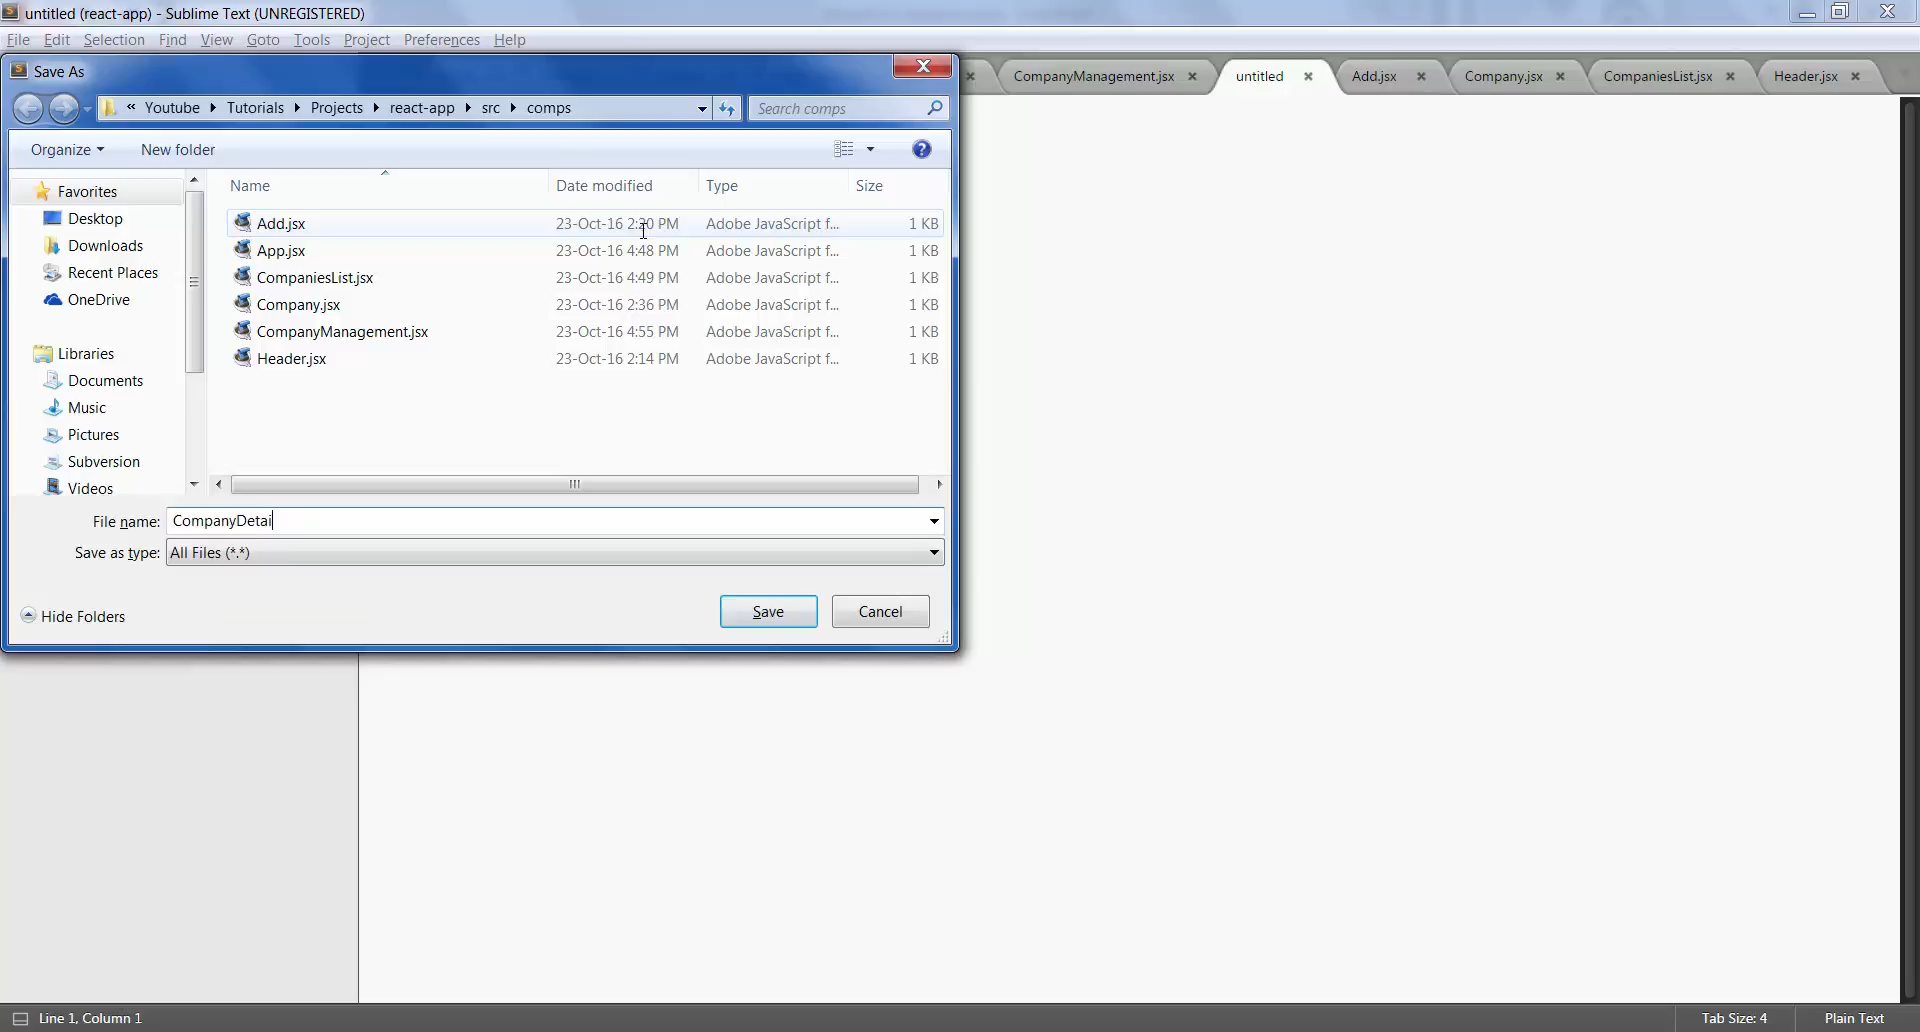 untitled (react-app) - Sublime Text (UNREGISTERED)
File Edit Selection Find View Goto Tools Project Preferences Help
Save As
CompanyManagement.jsx untitled Add.jsx Company.jsx CompaniesList.jsx Header.jsx
« Youtube Tutorials Projects react-app src comps Search comps
Organize New folder
Name Date modified Type Size
Favorites
Desktop
Downloads
Recent Places
OneDrive
Libraries
Documents
Music
Pictures
Subversion
Videos
Add.jsx 23-Oct-16 2:20 PM Adobe JavaScript f... 1 KB
App.jsx 23-Oct-16 4:48 PM Adobe JavaScript f... 1 KB
CompaniesList.jsx 23-Oct-16 4:49 PM Adobe JavaScript f... 1 KB
Company.jsx 23-Oct-16 2:36 PM Adobe JavaScript f... 1 KB
CompanyManagement.jsx 23-Oct-16 4:55 PM Adobe JavaScript f... 1 KB
Header.jsx 23-Oct-16 2:14 PM Adobe JavaScript f... 1 KB
File name: CompanyDetai
Save as type: All Files (*.*)
Hide Folders Save Cancel
Line 1, Column 1 Tab Size: 4 Plain Text